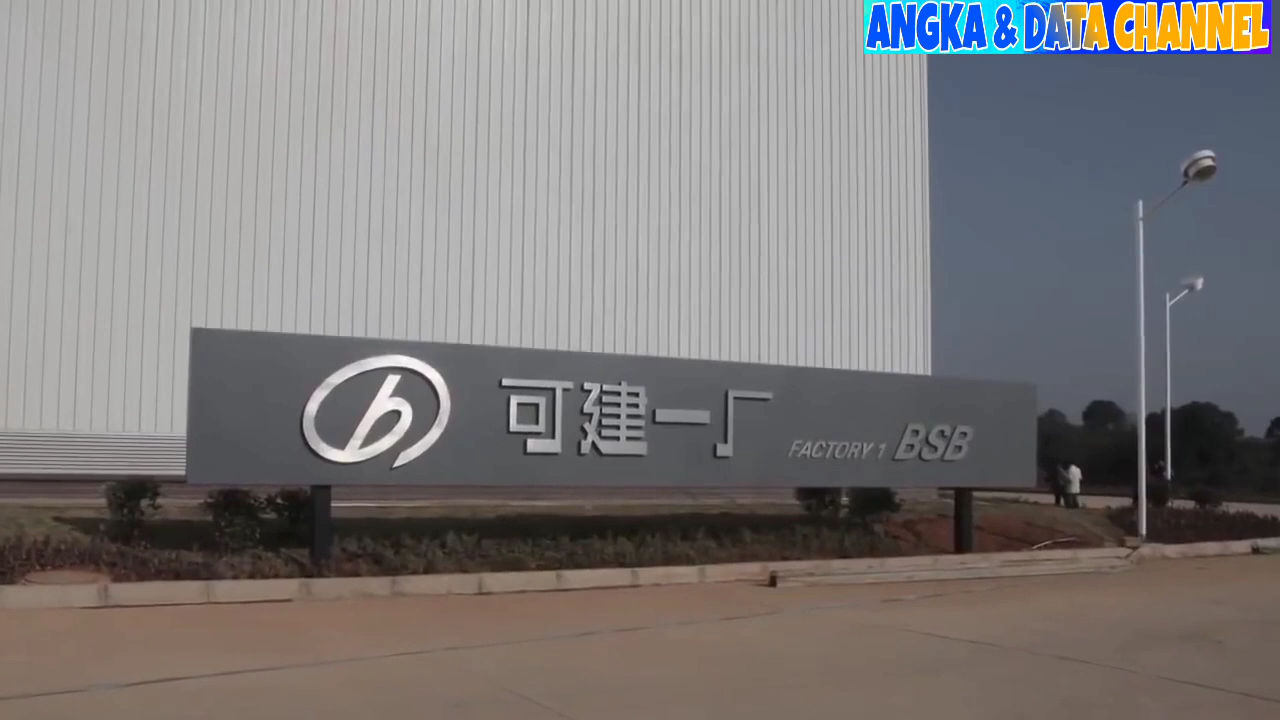 ANGKA & DATA CHANNEL
b 可建一厂 FACTORY 1 BSB